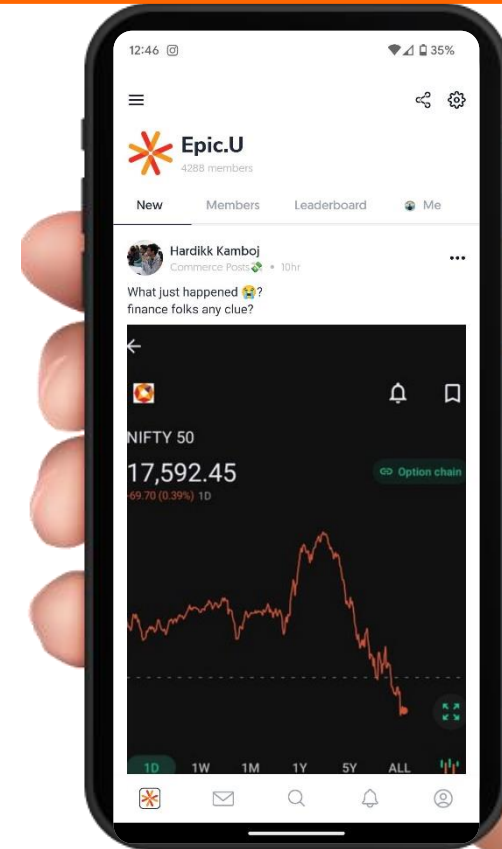 12:46
35%
Epic.U
4288 members
New Members Leaderboard Me
Hardikk Kamboj
Commerce Posts💸 • 10hr
What just happened 😭?
finance folks any clue?
NIFTY 50
17,592.45
Option chain
-69.70 (0.39%) 1D
1D 1W 1M 1Y 5Y ALL